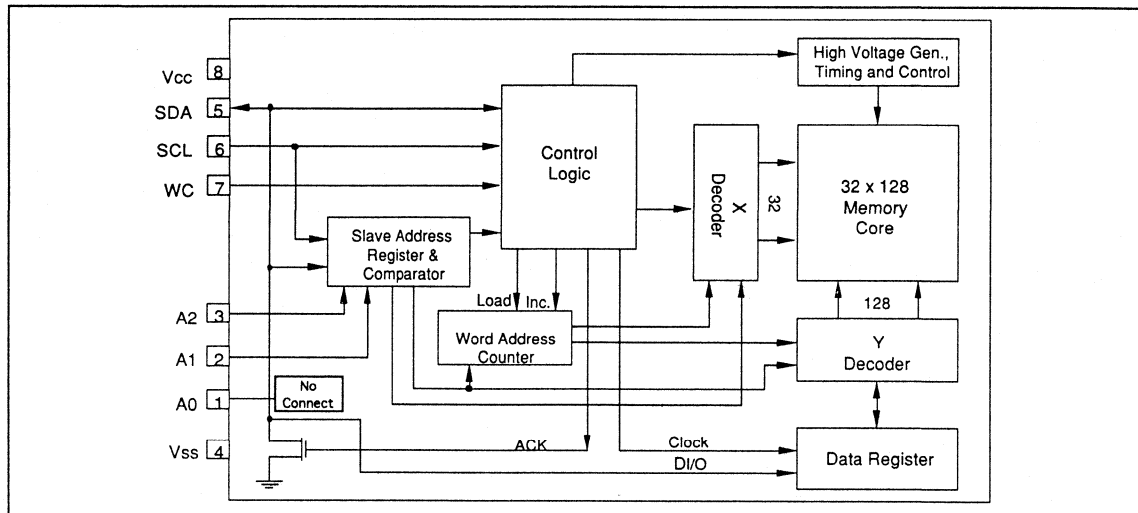 High Voltage Gen.,
Timing and Control
Vcc 8
SDA 5
SCL 6
WC 7
Control
Logic
X
Decoder
32
32 x 128
Memory
Core
Slave Address
Register &
Comparator
Load Inc.
128
A2 3
Word Address
Counter
Y
Decoder
A1 2
No
Connect
A0 1
Vss 4
ACK
Clock
DI/O
Data Register